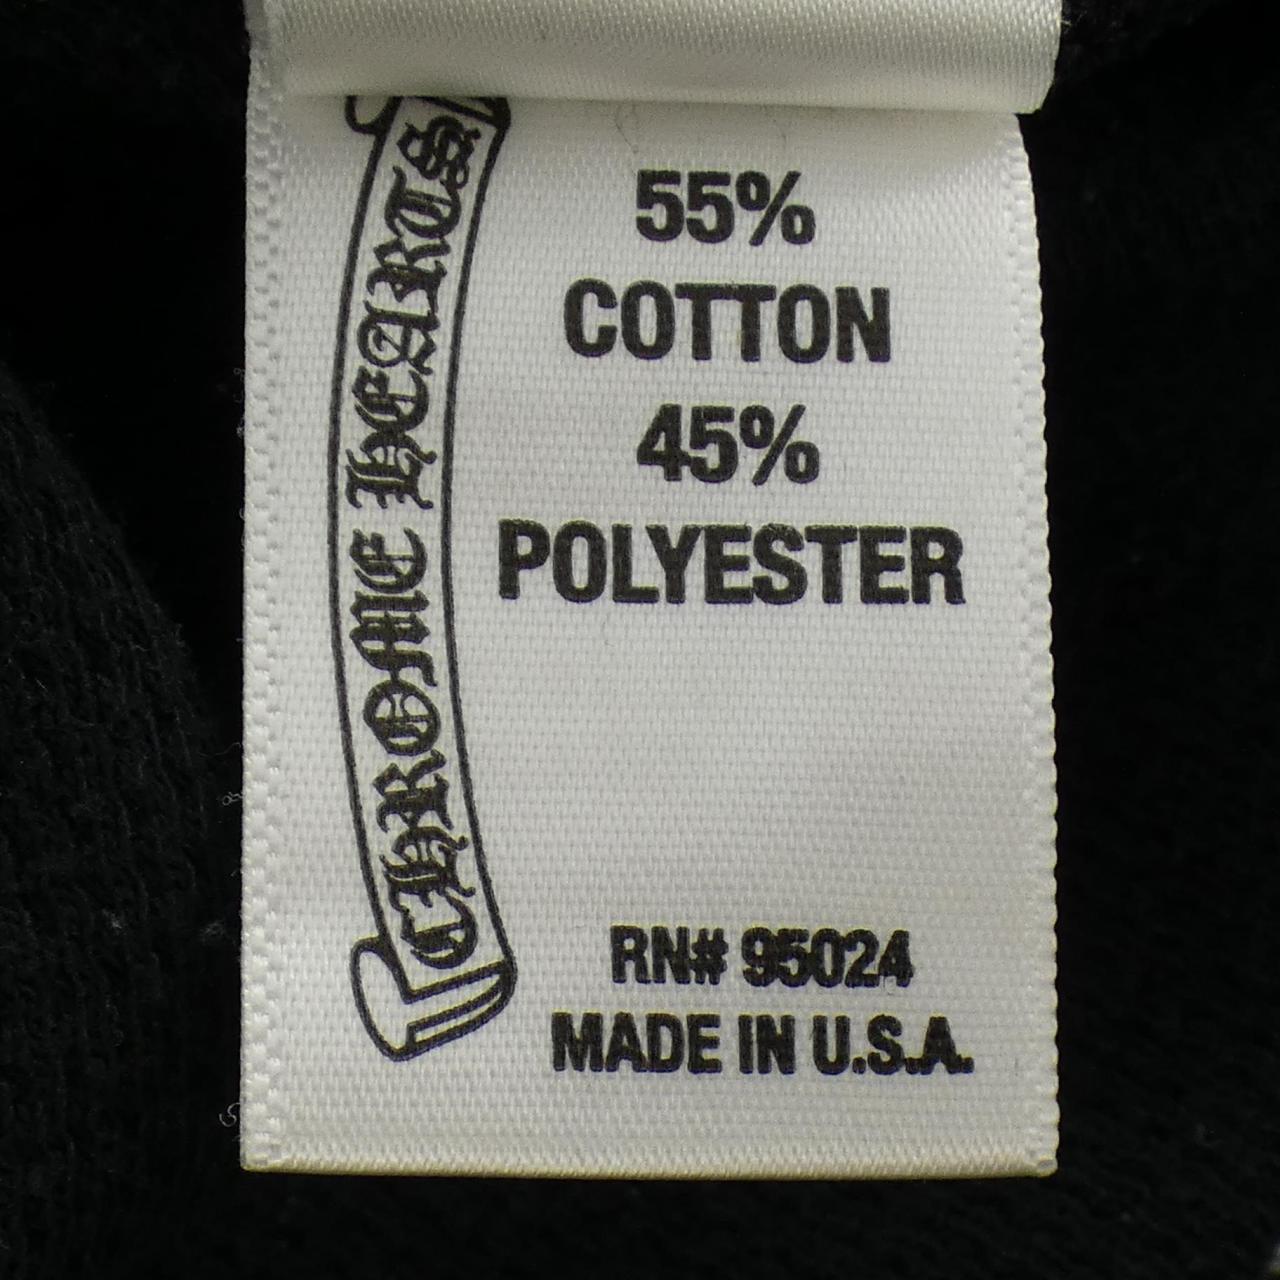 CHROME HEARTS
55%
COTTON
45%
POLYESTER
RN# 95024
MADE IN U.S.A.